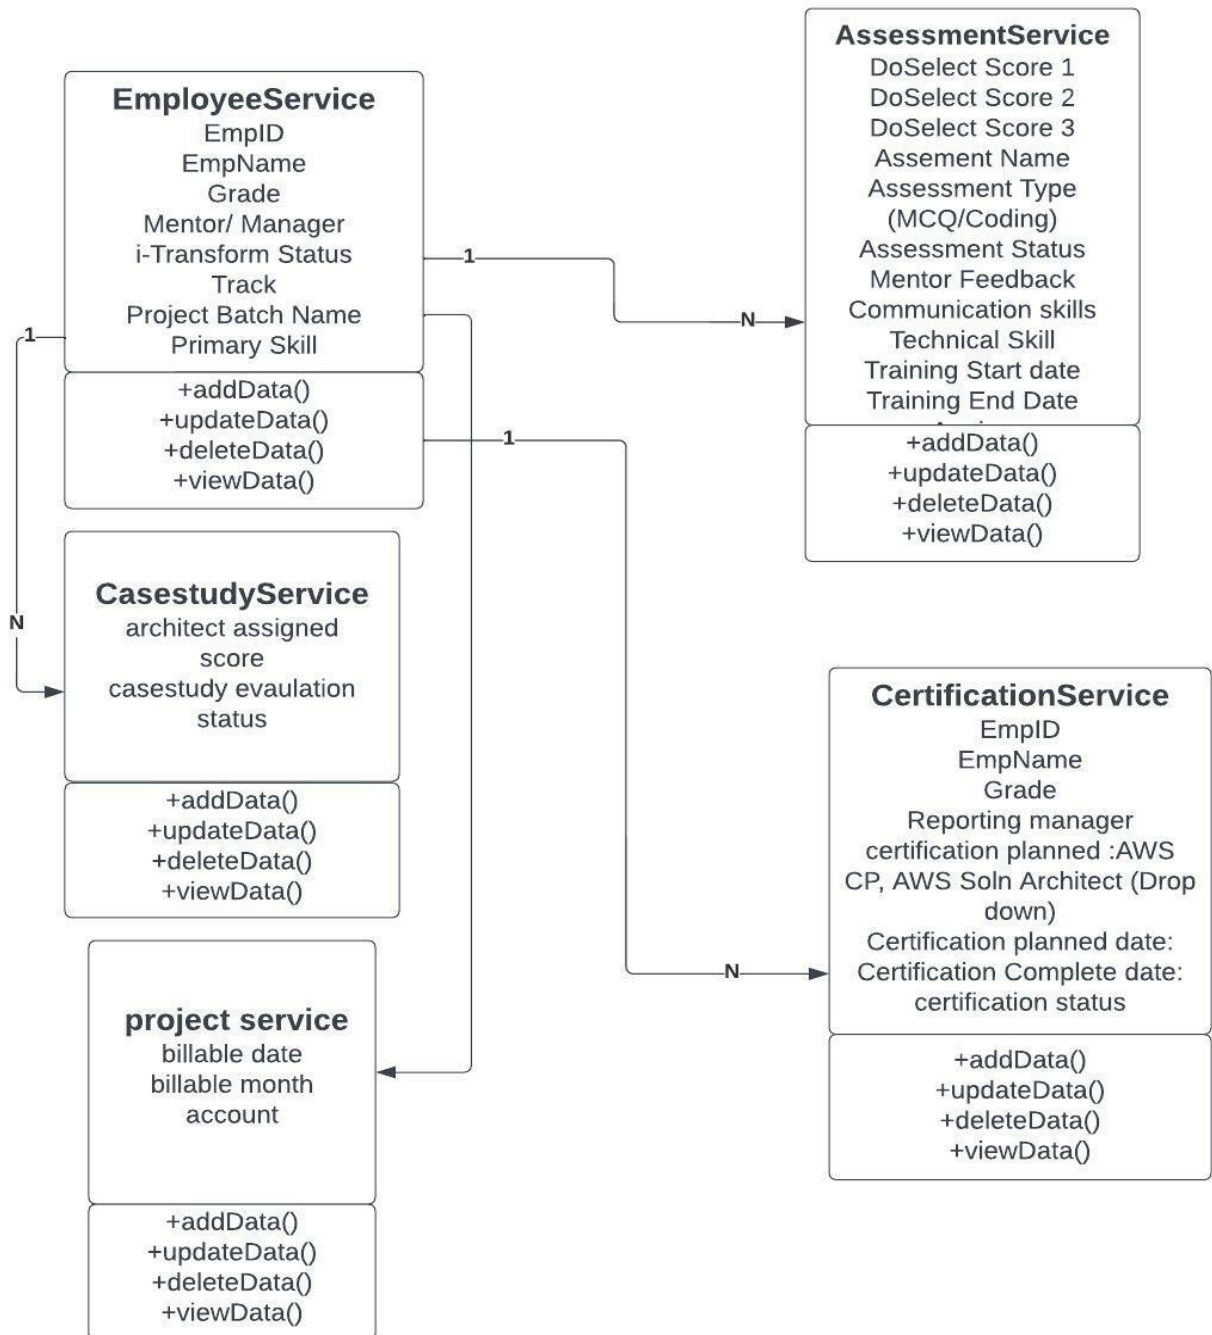 EmployeeService
EmpID
EmpName
Grade
Mentor/ Manager
i-Transform Status
Track
Project Batch Name
Primary Skill
+addData()
+updateData()
+deleteData()
+viewData()
AssessmentService
DoSelect Score 1
DoSelect Score 2
DoSelect Score 3
Assement Name
Assessment Type
(MCQ/Coding)
Assessment Status
Mentor Feedback
Communication skills
Technical Skill
Training Start date
Training End Date
+addData()
+updateData()
+deleteData()
+viewData()
1
N
1
N
1
N
CasestudyService
architect assigned
score
casestudy evaulation
status
+addData()
+updateData()
+deleteData()
+viewData()
CertificationService
EmpID
EmpName
Grade
Reporting manager
certification planned :AWS
CP, AWS Soln Architect (Drop
down)
Certification planned date:
Certification Complete date:
certification status
+addData()
+updateData()
+deleteData()
+viewData()
project service
billable date
billable month
account
+addData()
+updateData()
+deleteData()
+viewData()